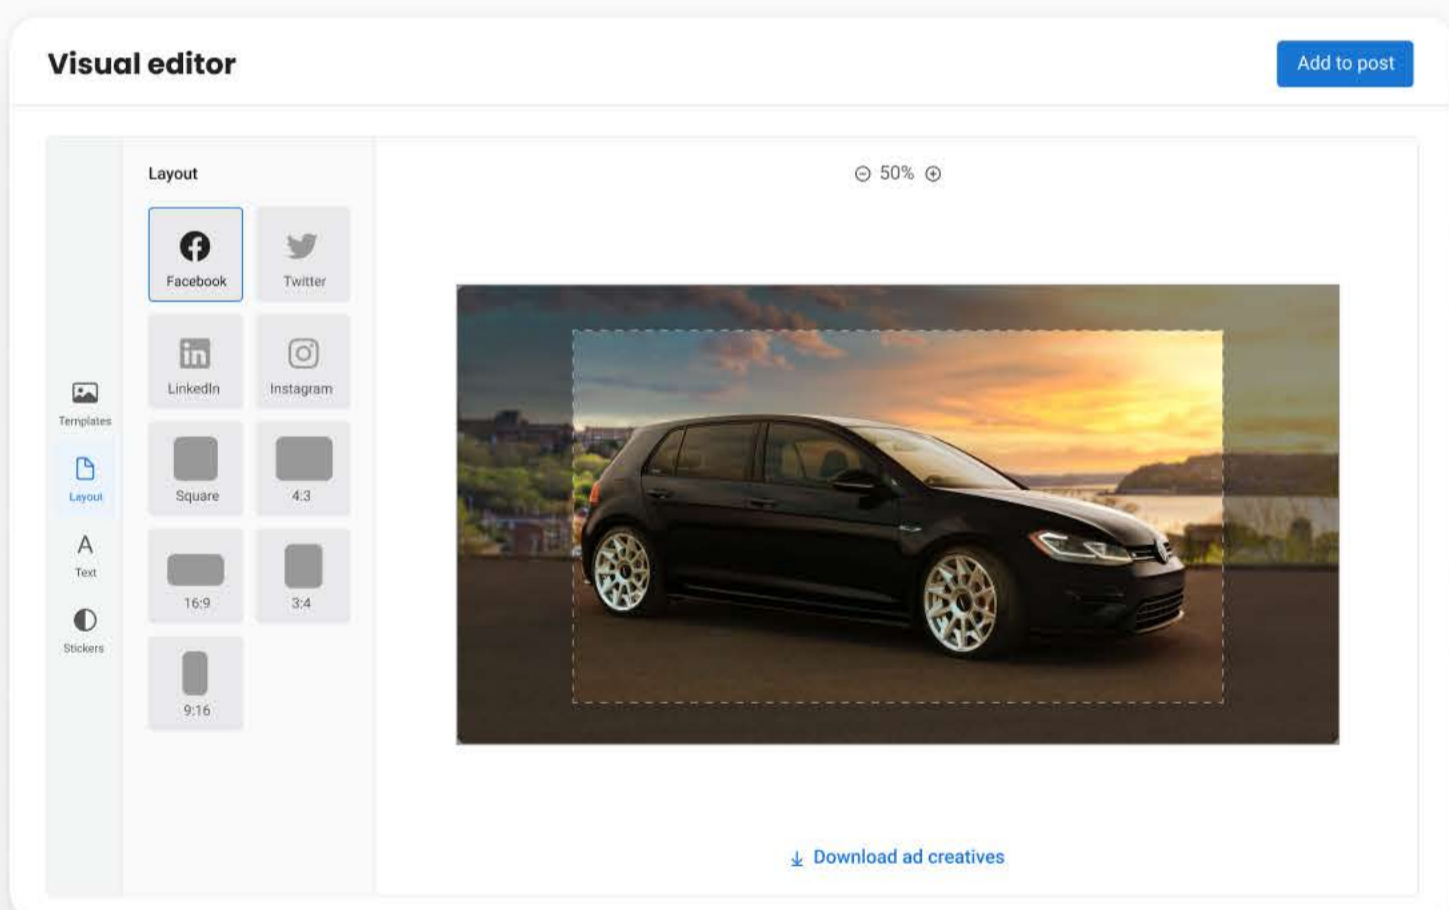 Visual editor
Add to post
Layout
50%
Facebook
Twitter
LinkedIn
Instagram
Square
4:3
16:9
3:4
9:16
Templates
Layout
A
Text
Stickers
Download ad creatives